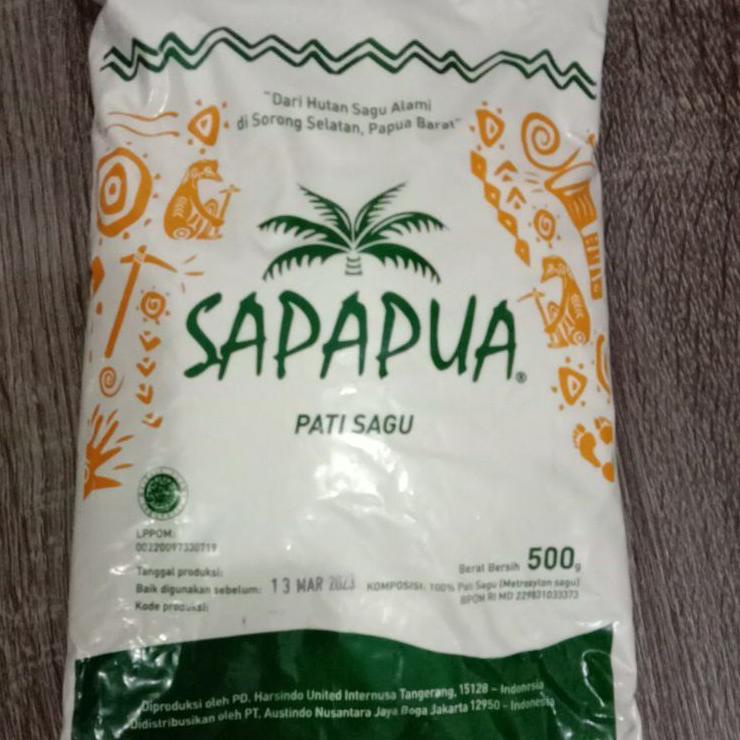 "Dari Hutan Sagu Alami
di Sorong Selatan, Papua Barat"
SAPAPUA®
PATI SAGU
LPPOM:
00220097330719
Tanggal produksi:
Baik digunakan sebelum: 13 MAR 2023
Kode produksi:
Berat Bersih 500g
KOMPOSISI: 100% Pati Sagu (Metroxylon sagu)
BPOM RI MD 229831033373
Diproduksi oleh PD. Harsindo United Internusa Tangerang, 15128 – Indonesia
Didistribusikan oleh PT. Austindo Nusantara Jaya Boga Jakarta 12950 – Indonesia